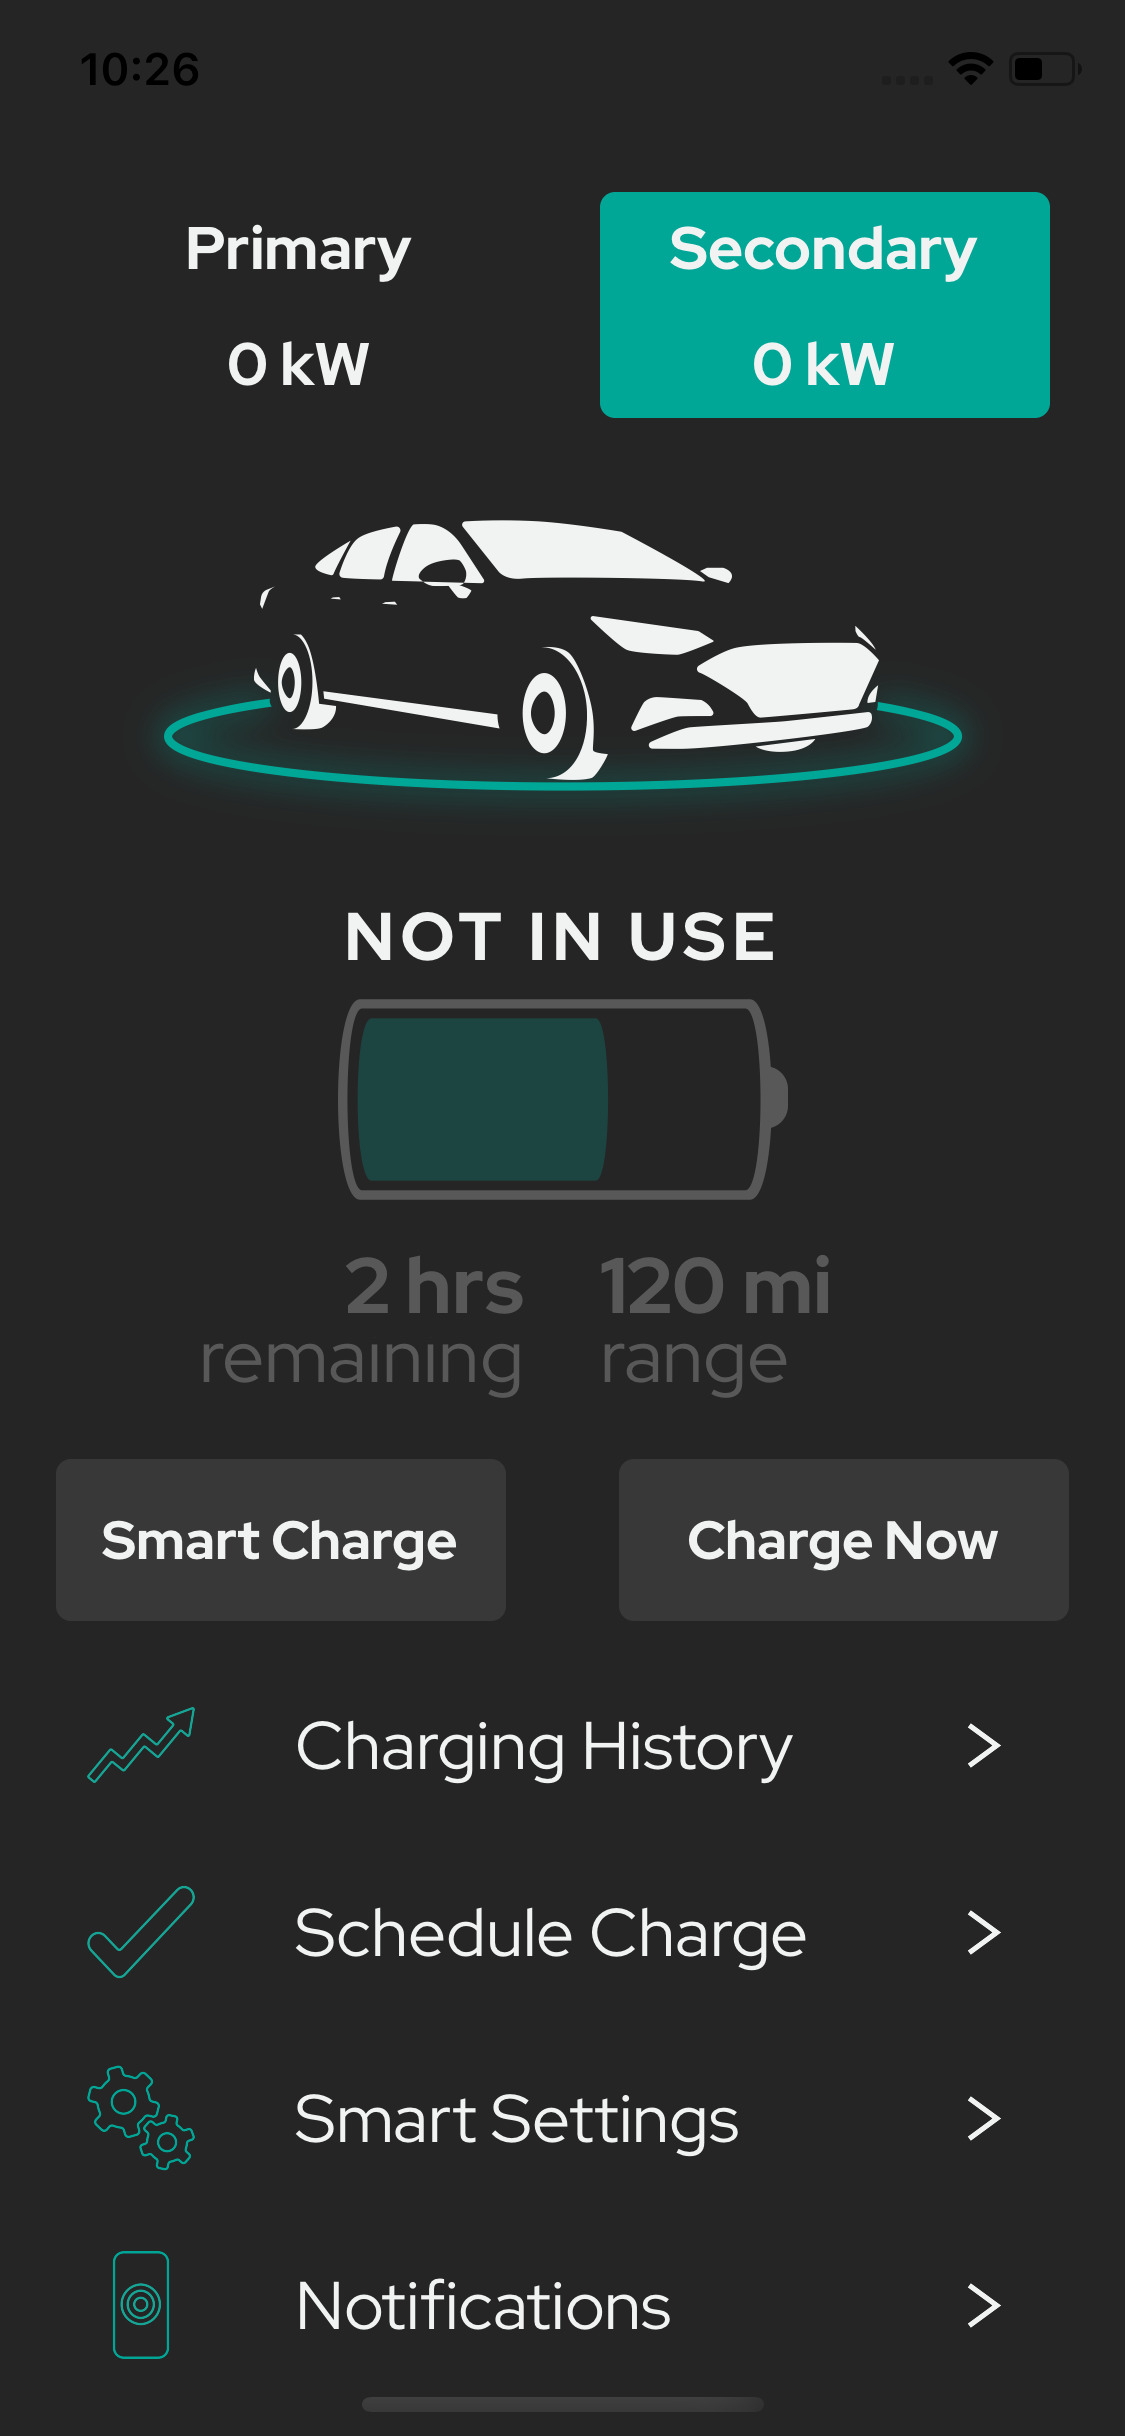 10:26
Primary
0 kW
Secondary
0 kW
NOT IN USE
2 hrs
remaining
120 mi
range
Smart Charge
Charge Now
Charging History
Schedule Charge
Smart Settings
Notifications